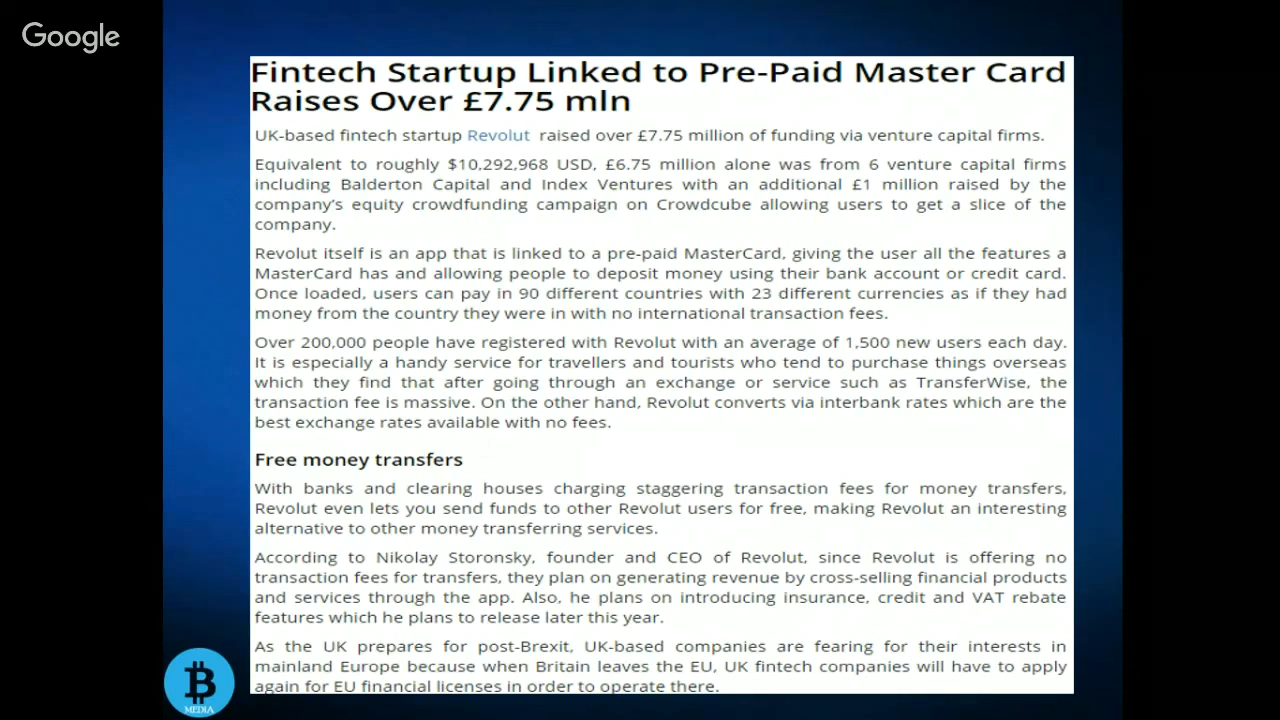 Google
Fintech Startup Linked to Pre-Paid Master Card
Raises Over £7.75 mln
UK-based fintech startup Revolut raised over £7.75 million of funding via venture capital firms.
Equivalent to roughly $10,292,968 USD, £6.75 million alone was from 6 venture capital firms
including Balderton Capital and Index Ventures with an additional £1 million raised by the
company's equity crowdfunding campaign on Crowdcube allowing users to get a slice of the
company.
Revolut itself is an app that is linked to a pre-paid MasterCard, giving the user all the features a
MasterCard has and allowing people to deposit money using their bank account or credit card.
Once loaded, users can pay in 90 different countries with 23 different currencies as if they had
money from the country they were in with no international transaction fees.
Over 200,000 people have registered with Revolut with an average of 1,500 new users each day.
It is especially a handy service for travellers and tourists who tend to purchase things overseas
which they find that after going through an exchange or service such as TransferWise, the
transaction fee is massive. On the other hand, Revolut converts via interbank rates which are the
best exchange rates available with no fees.
Free money transfers
With banks and clearing houses charging staggering transaction fees for money transfers,
Revolut even lets you send funds to other Revolut users for free, making Revolut an interesting
alternative to other money transferring services.
According to Nikolay Storonsky, founder and CEO of Revolut, since Revolut is offering no
transaction fees for transfers, they plan on generating revenue by cross-selling financial products
and services through the app. Also, he plans on introducing insurance, credit and VAT rebate
features which he plans to release later this year.
As the UK prepares for post-Brexit, UK-based companies are fearing for their interests in
mainland Europe because when Britain leaves the EU, UK fintech companies will have to apply
again for EU financial licenses in order to operate there.
MEDIA